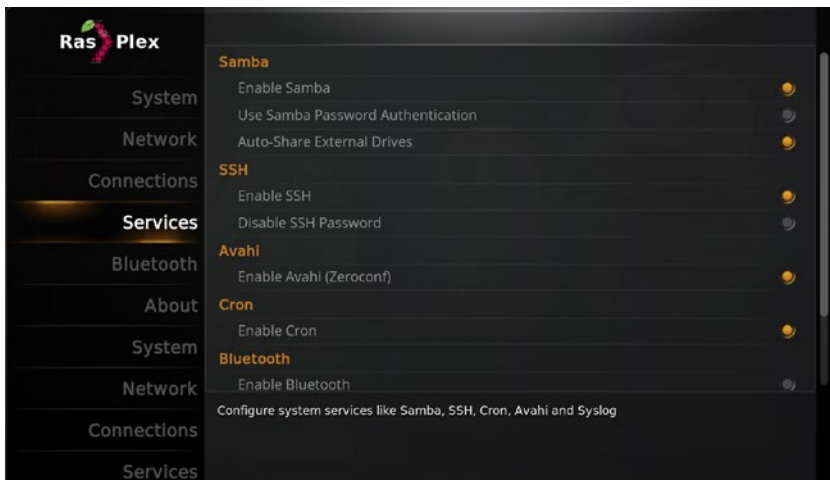 Ras Plex
System
Network
Connections
Services
Bluetooth
About
System
Network
Connections
Services
Samba
Enable Samba
Use Samba Password Authentication
Auto-Share External Drives
SSH
Enable SSH
Disable SSH Password
Avahi
Enable Avahi (Zeroconf)
Cron
Enable Cron
Bluetooth
Enable Bluetooth
Configure system services like Samba, SSH, Cron, Avahi and Syslog